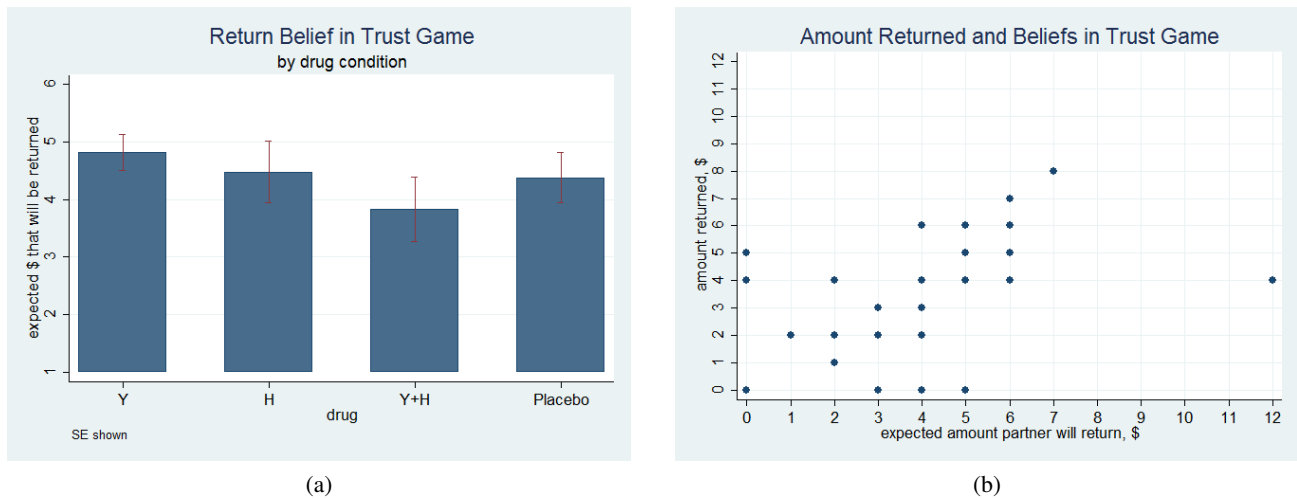 Return Belief in Trust Game
by drug condition
expected $ that will be returned
6
5
4
3
2
1
Y H Y+H Placebo
drug
SE shown
(a)
Amount Returned and Beliefs in Trust Game
amount returned, $
12
11
10
9
8
7
6
5
4
3
2
1
0
0 1 2 3 4 5 6 7 8 9 10 11 12
expected amount partner will return, $
(b)